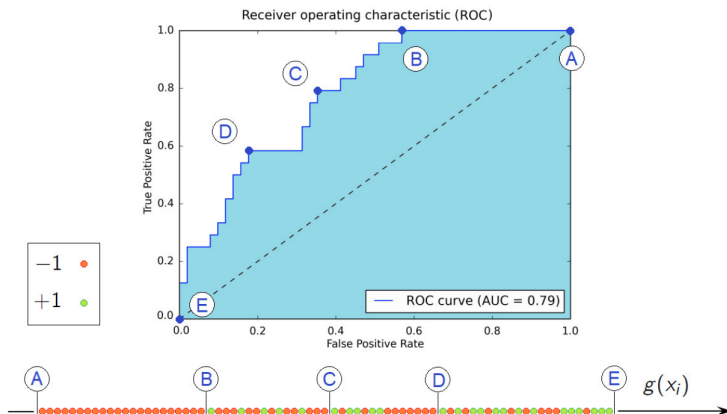 Receiver operating characteristic (ROC)
1.0
0.8
0.6
0.4
0.2
0.0
True Positive Rate
A
B
C
D
E
ROC curve (AUC = 0.79)
0.0 0.2 0.4 0.6 0.8 1.0
False Positive Rate
−1
+1
A B C D E g(xᵢ)